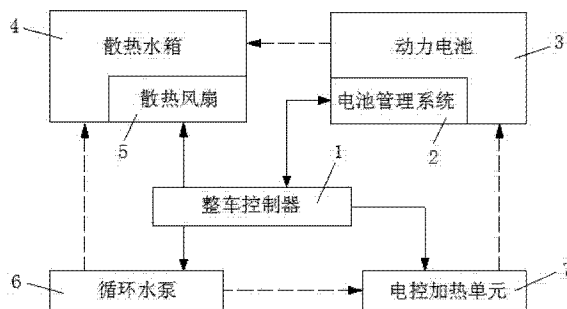 4
散热水箱
动力电池
3
散热风扇
电池管理系统
5
2
1
整车控制器
6
循环水泵
电控加热单元
7